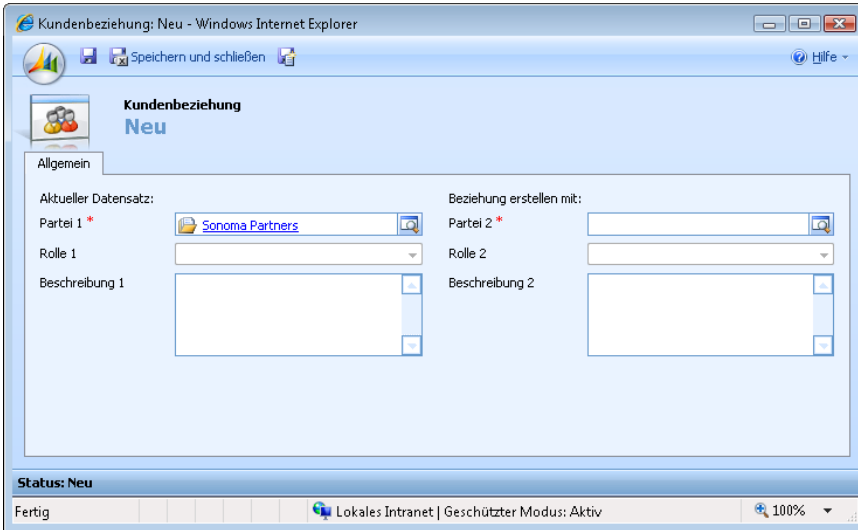 Kundenbeziehung: Neu - Windows Internet Explorer
Speichern und schließen
Hilfe
Kundenbeziehung
Neu
Allgemein
Aktueller Datensatz: Beziehung erstellen mit:
Partei 1 * Sonoma Partners Partei 2 *
Rolle 1 Rolle 2
Beschreibung 1 Beschreibung 2
Status: Neu
Fertig Lokales Intranet | Geschützter Modus: Aktiv 100%